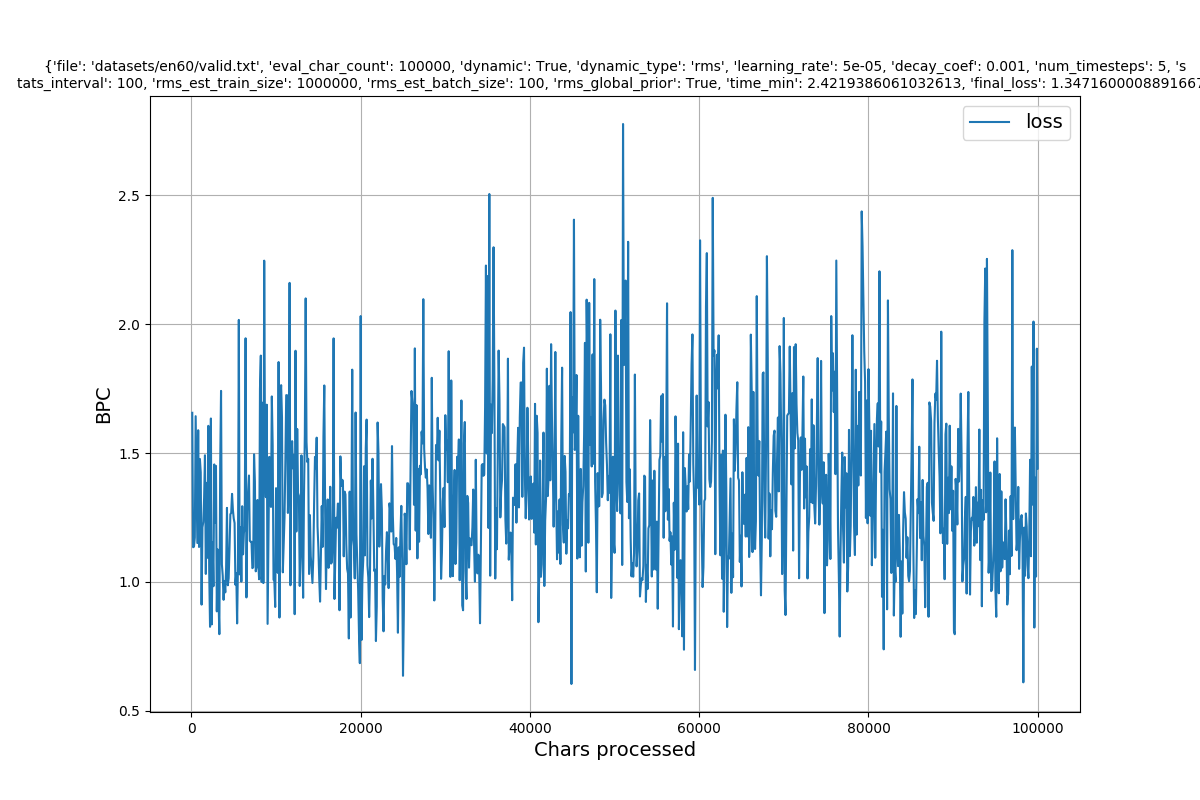 {'file': 'datasets/en60/valid.txt', 'eval_char_count': 100000, 'dynamic': True, 'dynamic_type': 'rms', 'learning_rate': 5e-05, 'decay_coef': 0.001, 'num_timesteps': 5, 's
tats_interval': 100, 'rms_est_train_size': 1000000, 'rms_est_batch_size': 100, 'rms_global_prior': True, 'time_min': 2.4219386061032613, 'final_loss': 1.3471600008891667
loss
2.5
2.0
1.5
1.0
0.5
BPC
0 20000 40000 60000 80000 100000
Chars processed